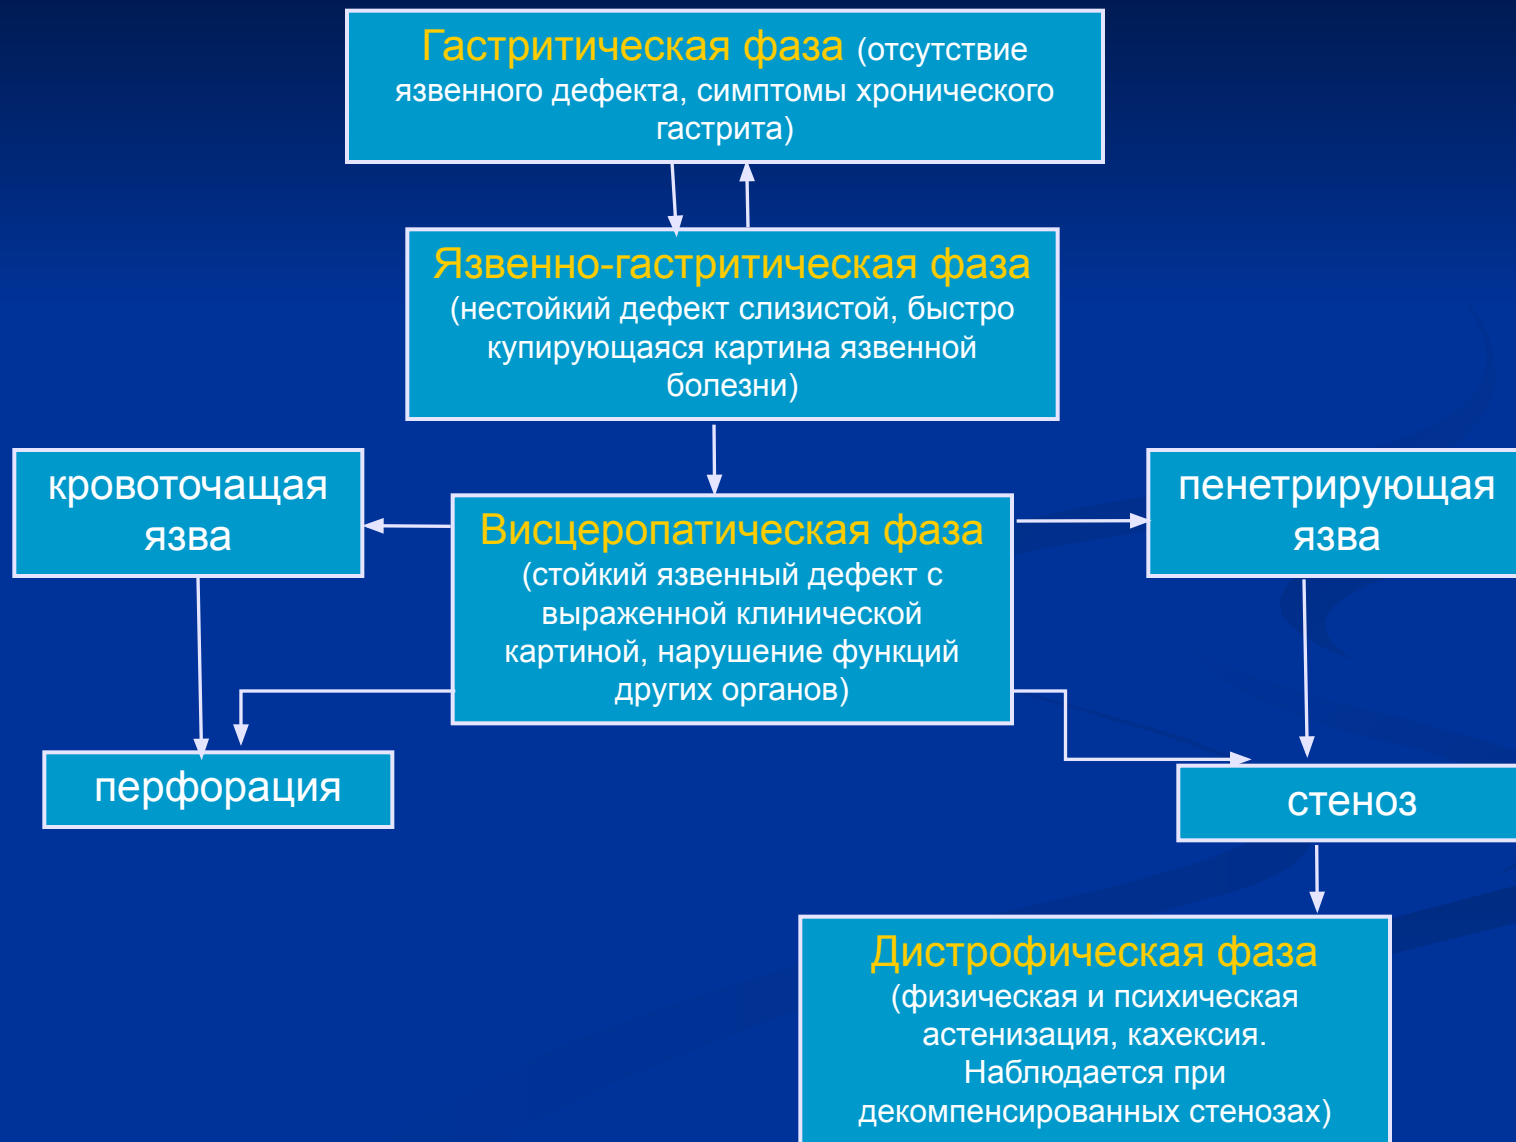 Гастритическая фаза (отсутствие
язвенного дефекта, симптомы хронического
гастрита)
Язвенно-гастритическая фаза
(нестойкий дефект слизистой, быстро
купирующаяся картина язвенной
болезни)
кровоточащая
язва
Висцеропатическая фаза
(стойкий язвенный дефект с
выраженной клинической
картиной, нарушение функций
других органов)
пенетрирующая
язва
перфорация
стеноз
Дистрофическая фаза
(физическая и психическая
астенизация, кахексия.
Наблюдается при
декомпенсированных стенозах)